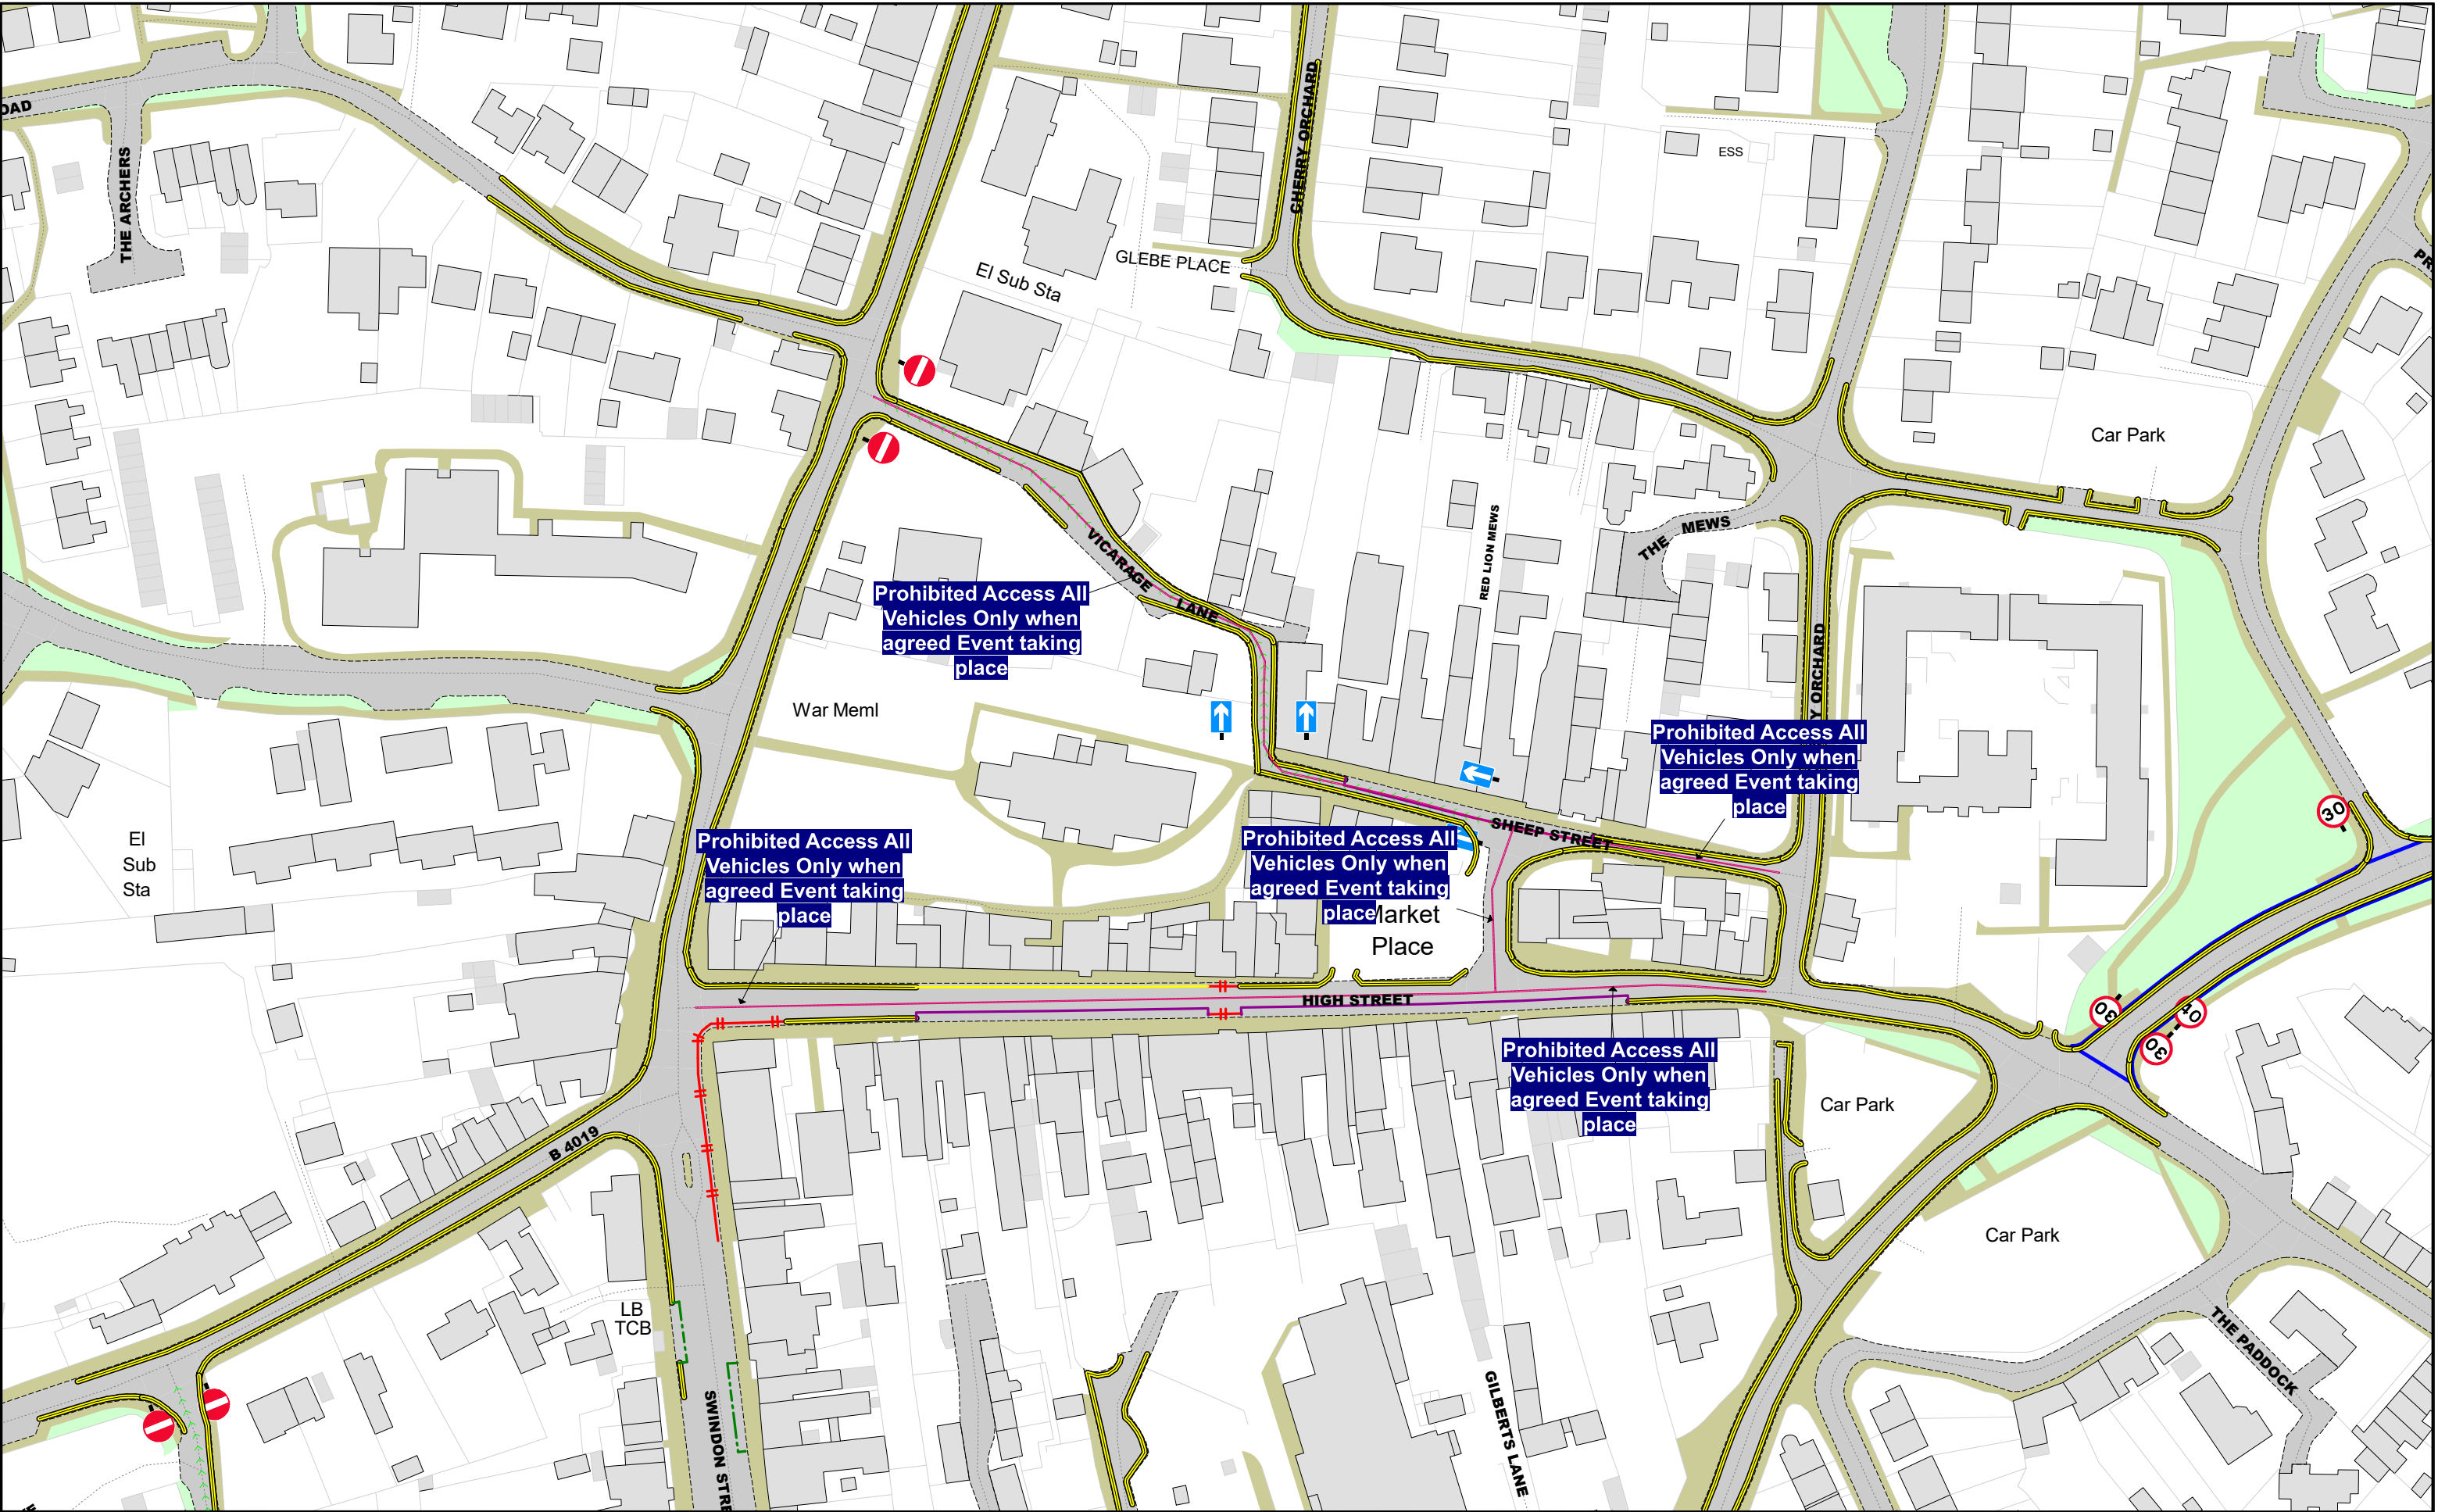 OAD
THE ARCHERS
CHERRY ORCHARD
ESS
GLEBE PLACE
El Sub Sta
Car Park
THE MEWS
RED LION MEWS
VICARAGE
LANE
Prohibited Access All
Vehicles Only when
agreed Event taking
place
War Meml
Y ORCHARD
Prohibited Access All
Vehicles Only when
agreed Event taking
place
30
El
Sub
Sta
Prohibited Access All
Vehicles Only when
agreed Event taking
place
Prohibited Access All
Vehicles Only when
agreed Event taking
place
SHEEP STREET
Market
Place
HIGH STREET
30
40
30
Prohibited Access All
Vehicles Only when
agreed Event taking
place
Car Park
B 4019
Car Park
LB
TCB
SWINDON STRE
GILBERTS LANE
THE PADDOCK